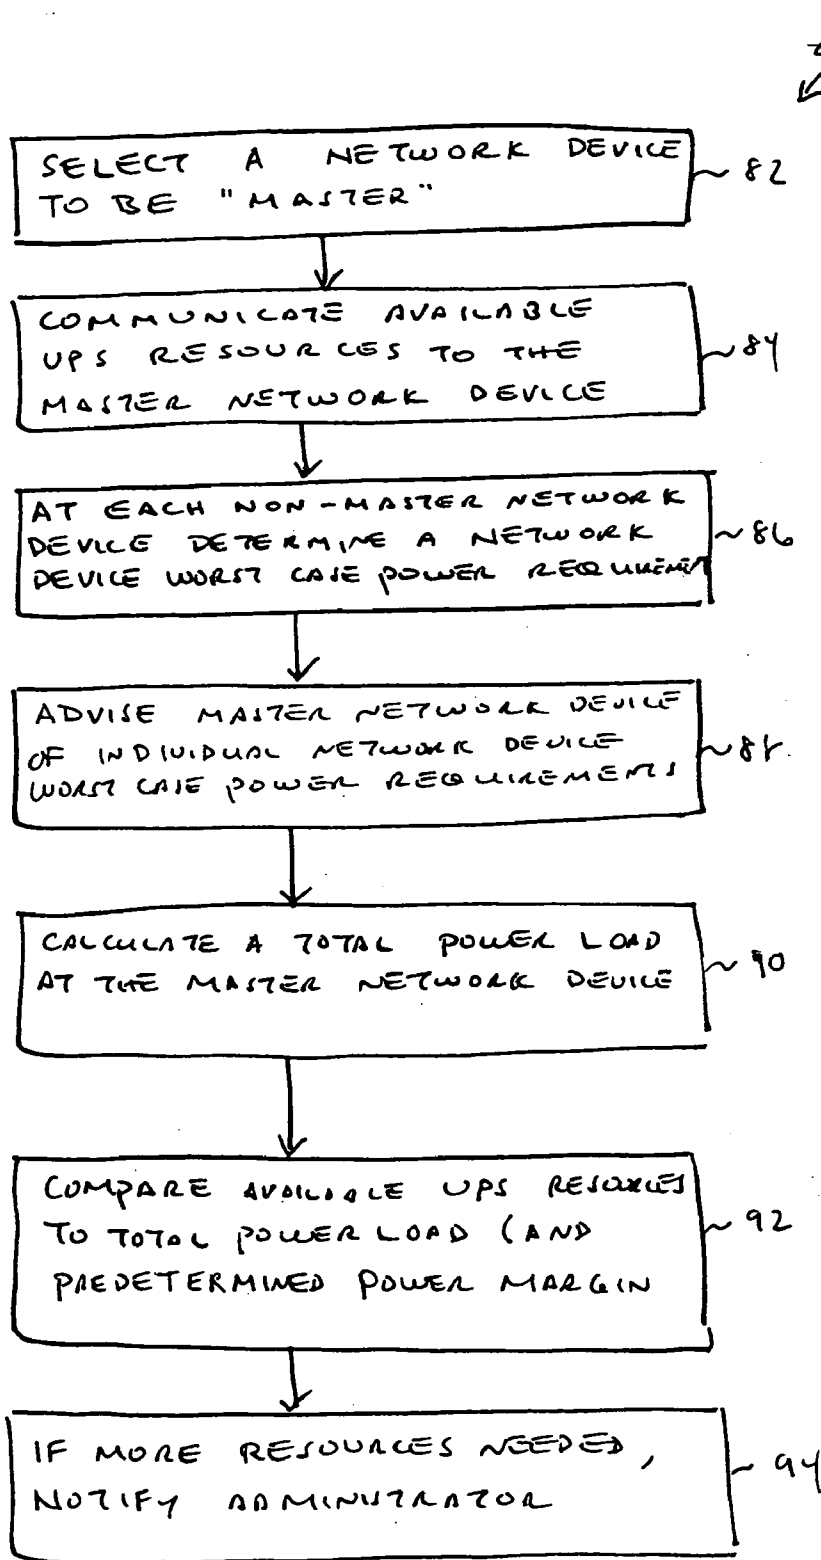 SELECT A NETWORK DEVICE
TO BE "MASTER"
82
COMMUNICATE AVAILABLE
UPS RESOURCES TO THE
MASTER NETWORK DEVICE
84
AT EACH NON-MASTER NETWORK
DEVICE DETERMINE A NETWORK
DEVICE WORST CASE POWER REQUIREMENT
86
ADVISE MASTER NETWORK DEVICE
OF INDIVIDUAL NETWORK DEVICE
WORST CASE POWER REQUIREMENTS
88
CALCULATE A TOTAL POWER LOAD
AT THE MASTER NETWORK DEVICE
90
COMPARE AVAILABLE UPS RESOURCES
TO TOTAL POWER LOAD (AND
PREDETERMINED POWER MARGIN
92
IF MORE RESOURCES NEEDED,
NOTIFY ADMINISTRATOR
94